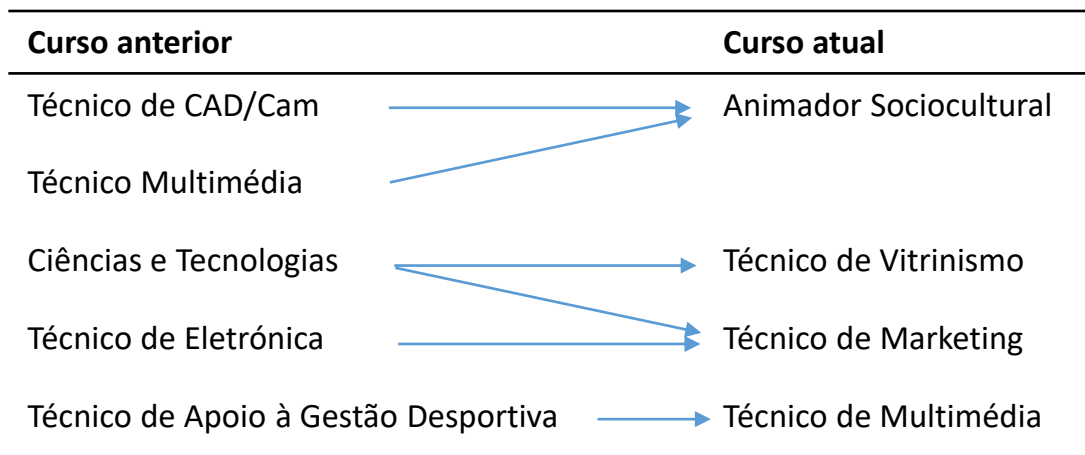 Curso anterior Curso atual
Técnico de CAD/Cam Animador Sociocultural
Técnico Multimédia
Ciências e Tecnologias Técnico de Vitrinismo
Técnico de Eletrónica Técnico de Marketing
Técnico de Apoio à Gestão Desportiva Técnico de Multimédia